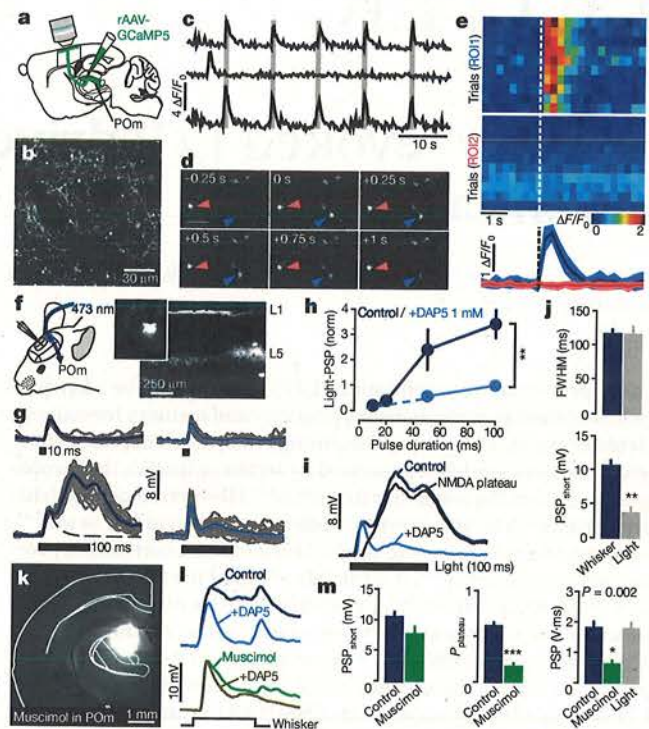 a
rAAV-
GCaMP5
POm
b
30 µm
c
4 ΔF/F0
10 s
d
−0.25 s
0 s
+0.25 s
+0.5 s
+0.75 s
+1 s
e
Trials (ROI1)
Trials (ROI2)
1 s
ΔF/F0
0
2
1 ΔF/F0
f
473 nm
POm
250 µm
L1
L5
g
10 ms
8 mV
100 ms
h
Control / +DAP5 1 mM
Light-PSP (norm)
4
3
2
1
0
0
20
40
60
80
100
Pulse duration (ms)
**
i
Control
NMDA plateau
8 mV
+DAP5
Light (100 ms)
j
FWHM (ms)
150
100
50
0
PSPshort (mV)
15
10
5
0
**
Whisker
Light
k
Muscimol in POm
1 mm
l
Control
+DAP5
Muscimol
+DAP5
10 mV
Whisker
m
PSPshort (mV)
15
10
5
0
Control
Muscimol
Pplateau
1
0
***
Control
Muscimol
P = 0.002
PSP (V·ms)
3
2
1
0
*
Control
Muscimol
Light